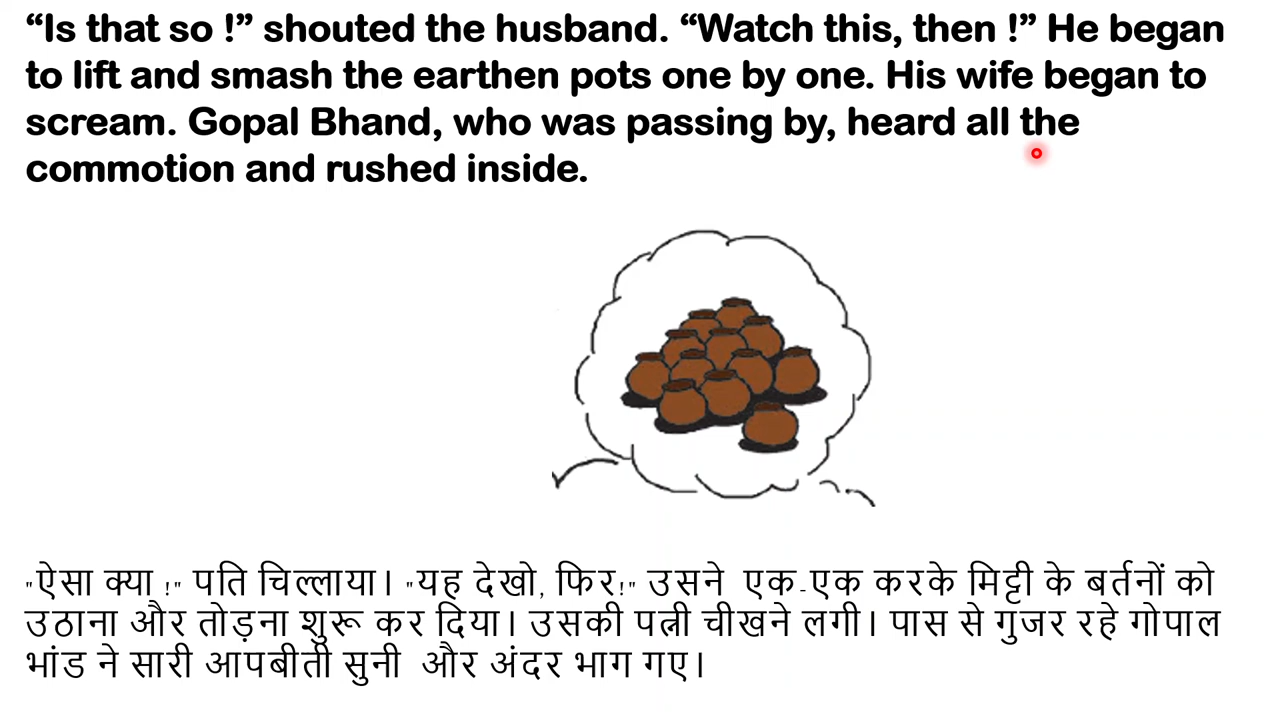 “Is that so !” shouted the husband. “Watch this, then !” He began
to lift and smash the earthen pots one by one. His wife began to
scream. Gopal Bhand, who was passing by, heard all the
commotion and rushed inside.
"ऐसा क्या !" पति चिल्लाया। "यह देखो, फिर!" उसने एक-एक करके मिट्टी के बर्तनों को
उठाना और तोड़ना शुरू कर दिया। उसकी पत्नी चीखने लगी। पास से गुजर रहे गोपाल
भांड ने सारी आपबीती सुनी और अंदर भाग गए।